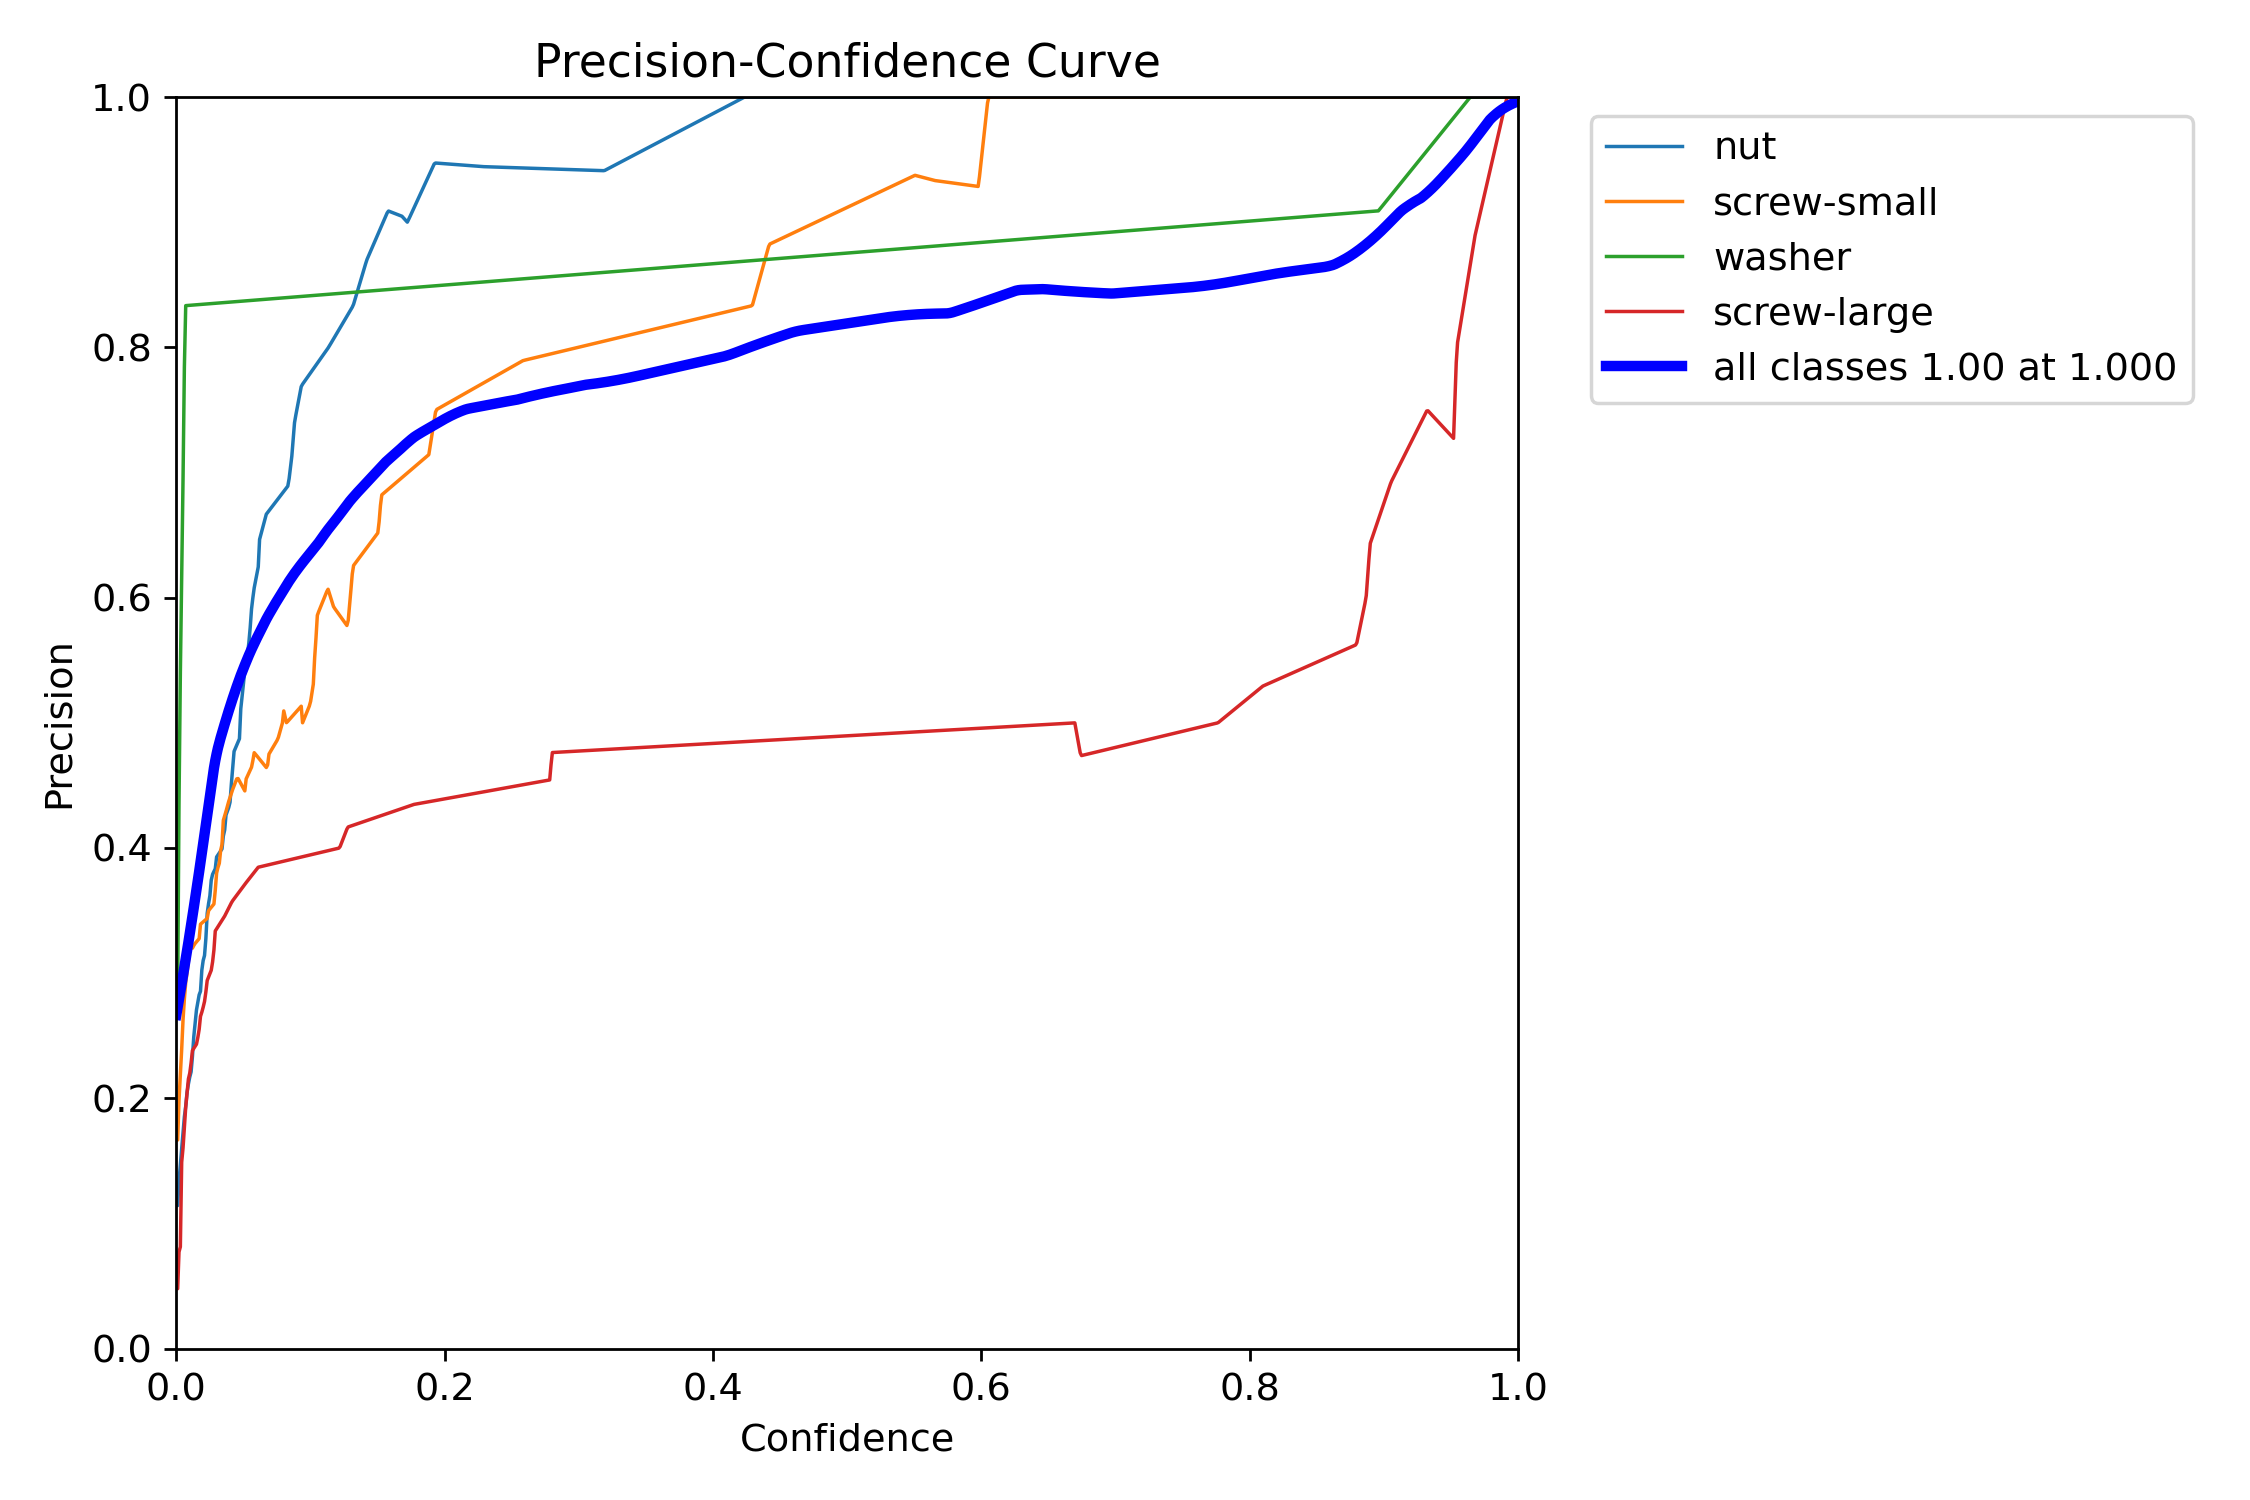 Precision-Confidence Curve
1.0
0.8
0.6
0.4
0.2
0.0
Precision
0.0 0.2 0.4 0.6 0.8 1.0
Confidence
nut
screw-small
washer
screw-large
all classes 1.00 at 1.000